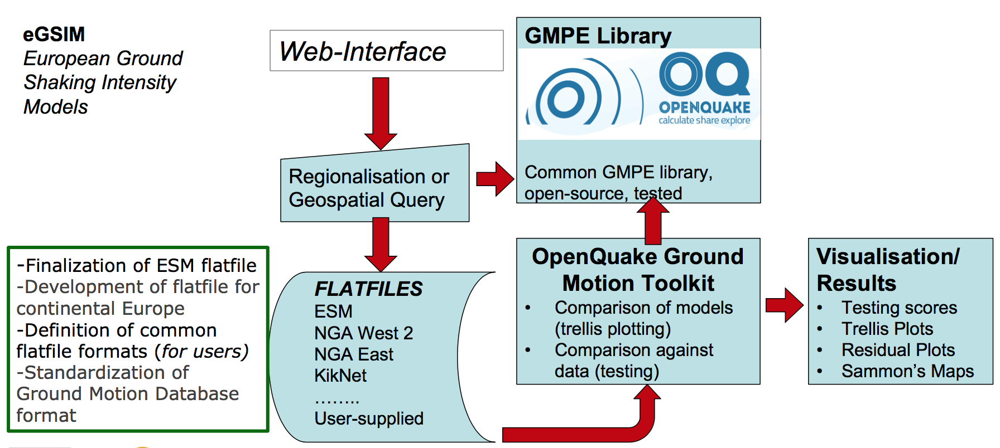 eGSIM
European Ground
Shaking Intensity
Models
Web-Interface
GMPE Library
OQ
OPENQUAKE
calculate share explore
Common GMPE library,
open-source, tested
Regionalisation or
Geospatial Query
-Finalization of ESM flatfile
-Development of flatfile for
continental Europe
-Definition of common
flatfile formats (for users)
-Standardization of
Ground Motion Database
format
FLATFILES
ESM
NGA West 2
NGA East
KikNet
……..
User-supplied
OpenQuake Ground
Motion Toolkit
• Comparison of models
(trellis plotting)
• Comparison against
data (testing)
Visualisation/
Results
• Testing scores
• Trellis Plots
• Residual Plots
• Sammon’s Maps